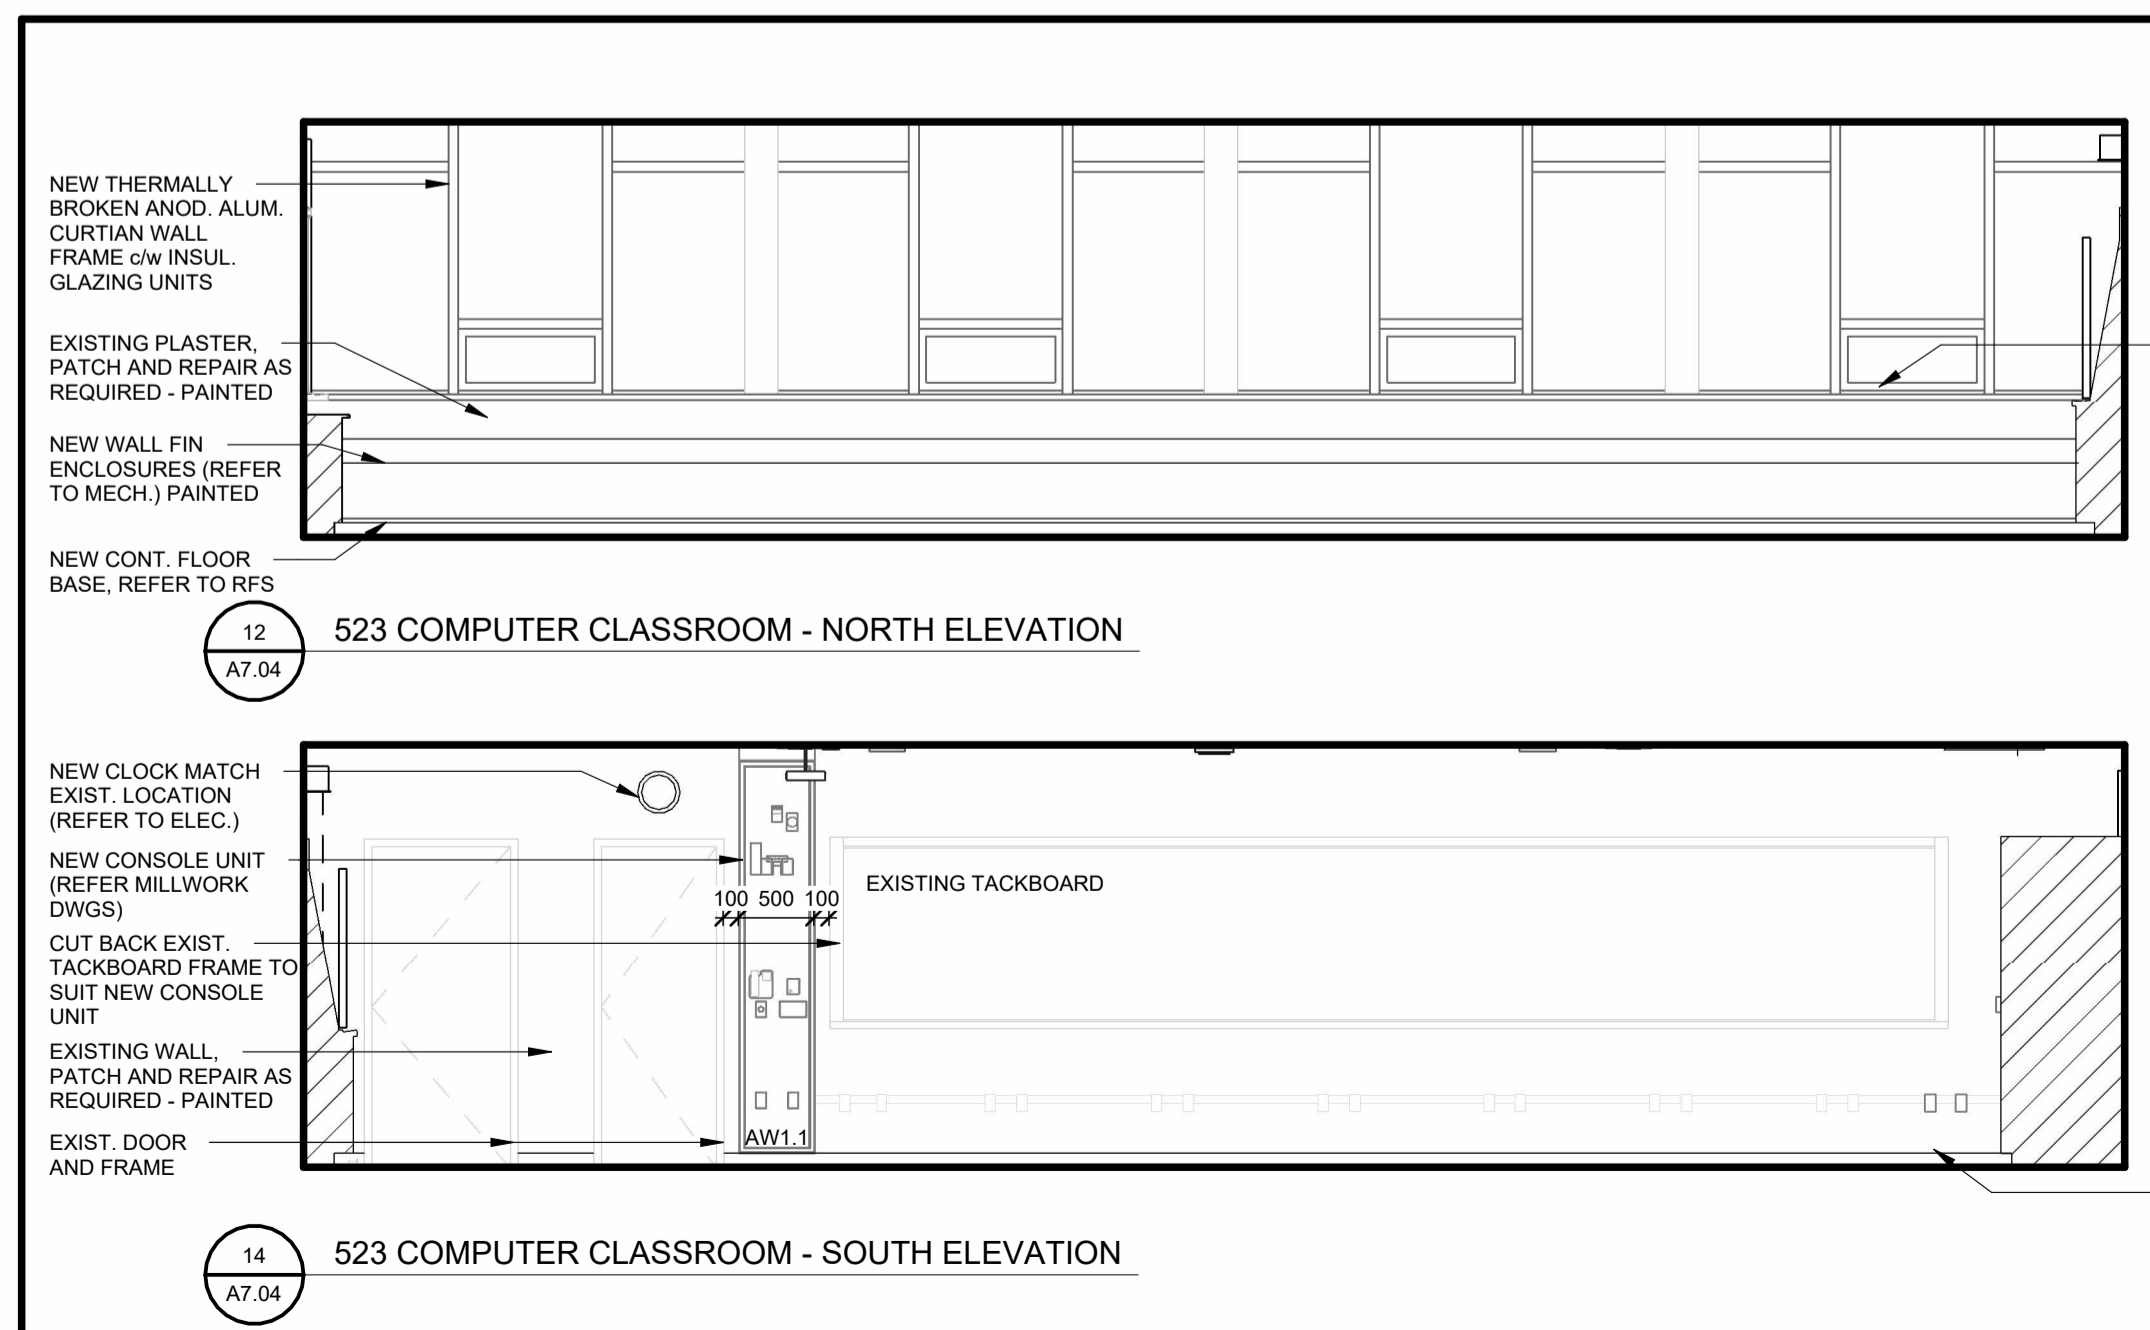 NEW THERMALLY
BROKEN ANOD. ALUM.
CURTIAN WALL
FRAME c/w INSUL.
GLAZING UNITS
EXISTING PLASTER,
PATCH AND REPAIR AS
REQUIRED - PAINTED
NEW WALL FIN
ENCLOSURES (REFER
TO MECH.) PAINTED
NEW CONT. FLOOR
BASE, REFER TO RFS
12
A7.04
523 COMPUTER CLASSROOM - NORTH ELEVATION
NEW CLOCK MATCH
EXIST. LOCATION
(REFER TO ELEC.)
NEW CONSOLE UNIT
(REFER MILLWORK
DWGS)
CUT BACK EXIST.
TACKBOARD FRAME TO
SUIT NEW CONSOLE
UNIT
EXISTING WALL,
PATCH AND REPAIR AS
REQUIRED - PAINTED
EXIST. DOOR
AND FRAME
100 500 100
EXISTING TACKBOARD
AW1.1
14
A7.04
523 COMPUTER CLASSROOM - SOUTH ELEVATION